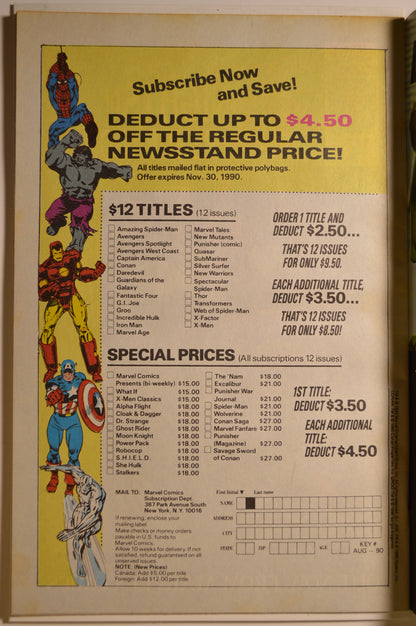 Subscribe Now
and Save!
DEDUCT UP TO $4.50
OFF THE REGULAR
NEWSSTAND PRICE!
All titles mailed flat in protective polybags.
Offer expires Nov. 30, 1990.
$12 TITLES (12 issues)
Amazing Spider-Man
Avengers
Avengers Spotlight
Avengers West Coast
Captain America
Conan
Daredevil
Guardians of the
Galaxy
Fantastic Four
G.I. Joe
Groo
Incredible Hulk
Iron Man
Marvel Age
Marvel Tales
New Mutants
Punisher (comic)
Quasar
SubMariner
Silver Surfer
New Warriors
Spectacular
Spider-Man
Thor
Transformers
Web of Spider-Man
X-Factor
X-Men
ORDER 1 TITLE AND
DEDUCT $2.50...
THAT'S 12 ISSUES
FOR ONLY $9.50.
EACH ADDITIONAL TITLE,
DEDUCT $3.50...
THAT'S 12 ISSUES
FOR ONLY $8.50!
SPECIAL PRICES (All subscriptions 12 issues)
Marvel Comics
Presents (bi-weekly) $15.00
What If $15.00
X-Men Classics $15.00
Alpha Flight $18.00
Cloak & Dagger $18.00
Dr. Strange $18.00
Ghost Rider $18.00
Moon Knight $18.00
Power Pack $18.00
Robocop $18.00
S.H.I.E.L.D. $18.00
She Hulk $18.00
Stalkers $18.00
The 'Nam $18.00
Excalibur $21.00
Punisher War
Journal $21.00
Spider-Man $21.00
Wolverine $21.00
Conan Saga $27.00
Marvel Fanfare $27.00
Punisher
(Magazine) $27.00
Savage Sword
of Conan $27.00
1ST TITLE:
DEDUCT $3.50
EACH ADDITIONAL
TITLE:
DEDUCT $4.50
MAIL TO: Marvel Comics
Subscription Dept.
387 Park Avenue South
New York, N.Y. 10016
If renewing, enclose your
mailing label.
Make checks or money orders
payable in U.S. funds to
Marvel Comics.
Allow 10 weeks for delivery. If not
satisfied, refund guaranteed on all
unserved issues.
NOTE: (New Prices)
Canada: Add $5.00 per title
Foreign: Add $12.00 per title
First Initial ▼ Last name
NAME
ADDRESS
CITY
STATE ZIP AGE
KEY #
AUG - 90